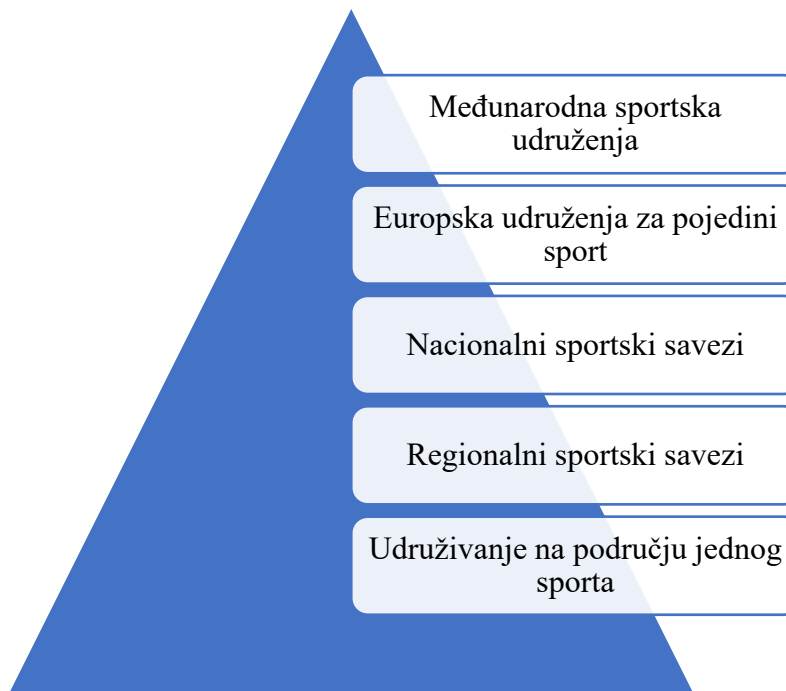 Međunarodna sportska
udruženja
Europska udruženja za pojedini
sport
Nacionalni sportski savezi
Regionalni sportski savezi
Udruživanje na području jednog
sporta